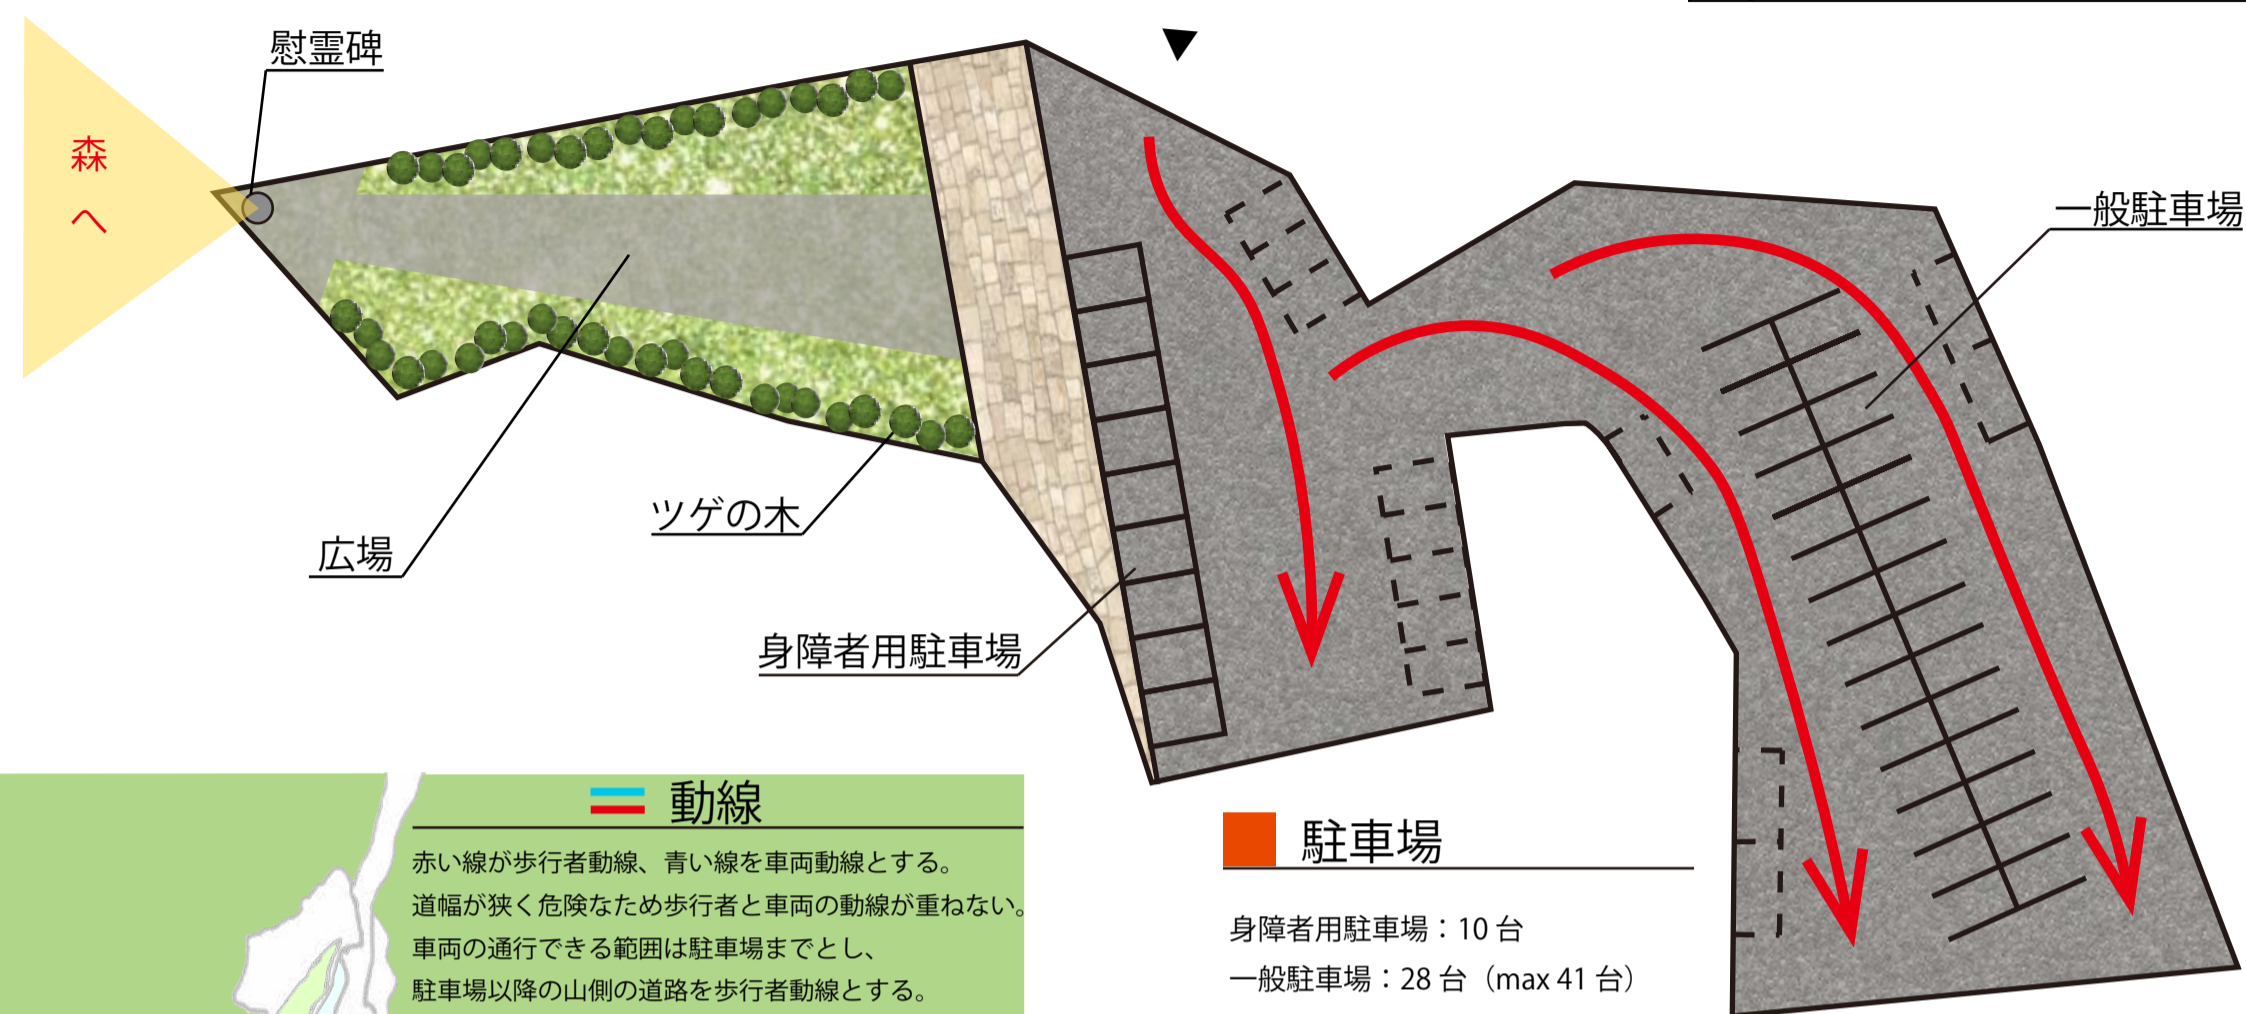 慰霊碑
森へ
一般駐車場
ツゲの木
広場
身障者用駐車場
動線
赤い線が歩行者動線、青い線を車両動線とする。
道幅が狭く危険なため歩行者と車両の動線が重ねない。
車両の通行できる範囲は駐車場までとし、
駐車場以降の山側の道路を歩行者動線とする。
駐車場
身障者用駐車場：10 台
一般駐車場：28 台（max 41 台）